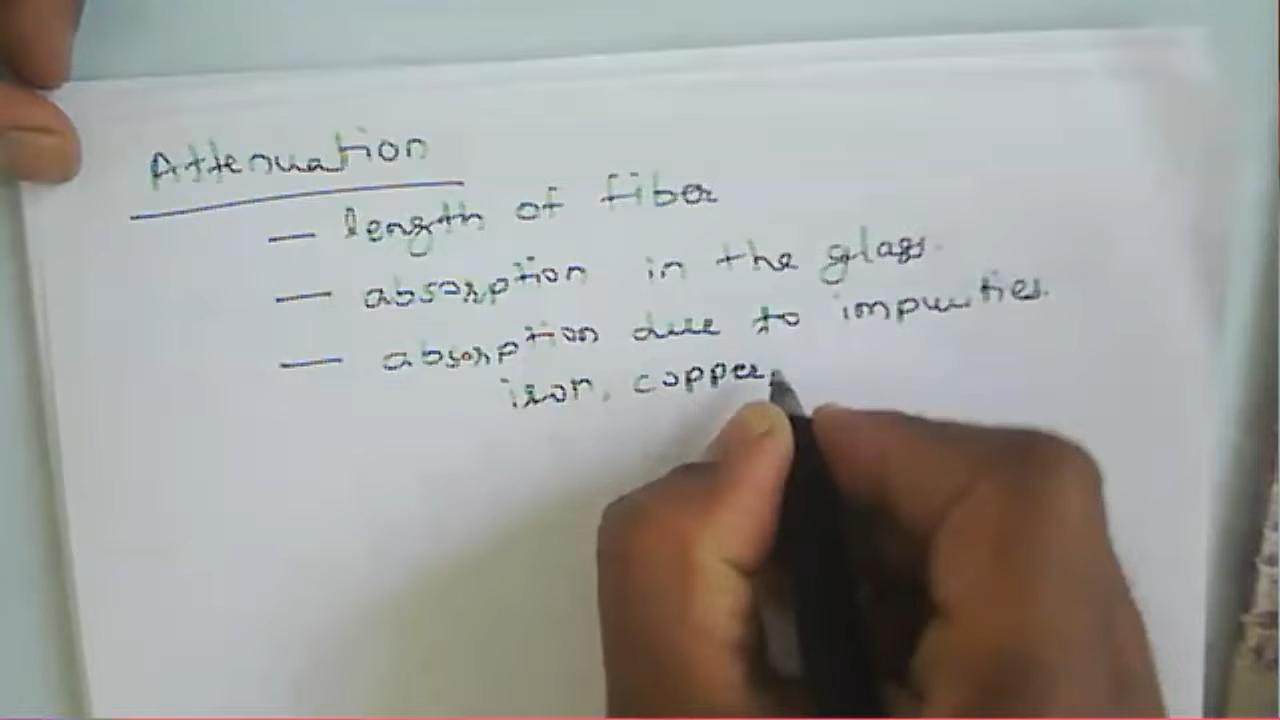 Attenuation
— length of fiber
— absorption in the glass.
— absorption due to impurities.
iron, copper,